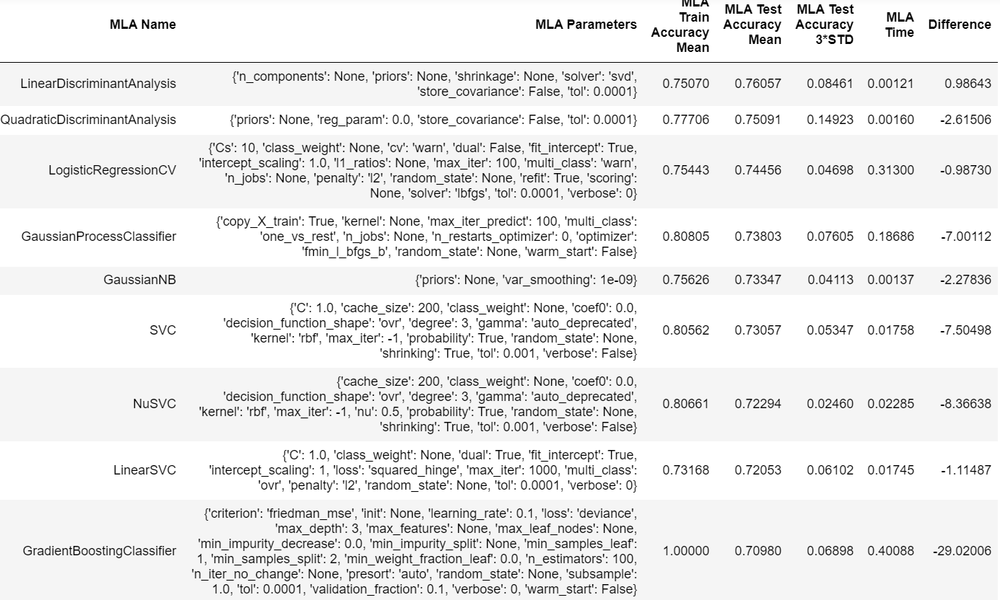 MLA Name MLA Parameters MLA Train Accuracy Mean MLA Test Accuracy Mean MLA Test Accuracy 3*STD MLA Time Difference
LinearDiscriminantAnalysis {'n_components': None, 'priors': None, 'shrinkage': None, 'solver': 'svd',
'store_covariance': False, 'tol': 0.0001} 0.75070 0.76057 0.08461 0.00121 0.98643
QuadraticDiscriminantAnalysis {'priors': None, 'reg_param': 0.0, 'store_covariance': False, 'tol': 0.0001} 0.77706 0.75091 0.14923 0.00160 -2.61506
LogisticRegressionCV {'Cs': 10, 'class_weight': None, 'cv': 'warn', 'dual': False, 'fit_intercept': True,
'intercept_scaling': 1.0, 'l1_ratios': None, 'max_iter': 100, 'multi_class': 'warn',
'n_jobs': None, 'penalty': 'l2', 'random_state': None, 'refit': True, 'scoring':
None, 'solver': 'lbfgs', 'tol': 0.0001, 'verbose': 0} 0.75443 0.74456 0.04698 0.31300 -0.98730
GaussianProcessClassifier {'copy_X_train': True, 'kernel': None, 'max_iter_predict': 100, 'multi_class':
'one_vs_rest', 'n_jobs': None, 'n_restarts_optimizer': 0, 'optimizer':
'fmin_l_bfgs_b', 'random_state': None, 'warm_start': False} 0.80805 0.73803 0.07605 0.18686 -7.00112
GaussianNB {'priors': None, 'var_smoothing': 1e-09} 0.75626 0.73347 0.04113 0.00137 -2.27836
SVC {'C': 1.0, 'cache_size': 200, 'class_weight': None, 'coef0': 0.0,
'decision_function_shape': 'ovr', 'degree': 3, 'gamma': 'auto_deprecated',
'kernel': 'rbf', 'max_iter': -1, 'probability': True, 'random_state': None,
'shrinking': True, 'tol': 0.001, 'verbose': False} 0.80562 0.73057 0.05347 0.01758 -7.50498
NuSVC {'cache_size': 200, 'class_weight': None, 'coef0': 0.0,
'decision_function_shape': 'ovr', 'degree': 3, 'gamma': 'auto_deprecated',
'kernel': 'rbf', 'max_iter': -1, 'nu': 0.5, 'probability': True, 'random_state': None,
'shrinking': True, 'tol': 0.001, 'verbose': False} 0.80661 0.72294 0.02460 0.02285 -8.36638
LinearSVC {'C': 1.0, 'class_weight': None, 'dual': True, 'fit_intercept': True,
'intercept_scaling': 1, 'loss': 'squared_hinge', 'max_iter': 1000, 'multi_class':
'ovr', 'penalty': 'l2', 'random_state': None, 'tol': 0.0001, 'verbose': 0} 0.73168 0.72053 0.06102 0.01745 -1.11487
GradientBoostingClassifier {'criterion': 'friedman_mse', 'init': None, 'learning_rate': 0.1, 'loss': 'deviance',
'max_depth': 3, 'max_features': None, 'max_leaf_nodes': None,
'min_impurity_decrease': 0.0, 'min_impurity_split': None, 'min_samples_leaf':
1, 'min_samples_split': 2, 'min_weight_fraction_leaf': 0.0, 'n_estimators': 100,
'n_iter_no_change': None, 'presort': 'auto', 'random_state': None, 'subsample':
1.0, 'tol': 0.0001, 'validation_fraction': 0.1, 'verbose': 0, 'warm_start': False} 1.00000 0.70980 0.06898 0.40088 -29.02006